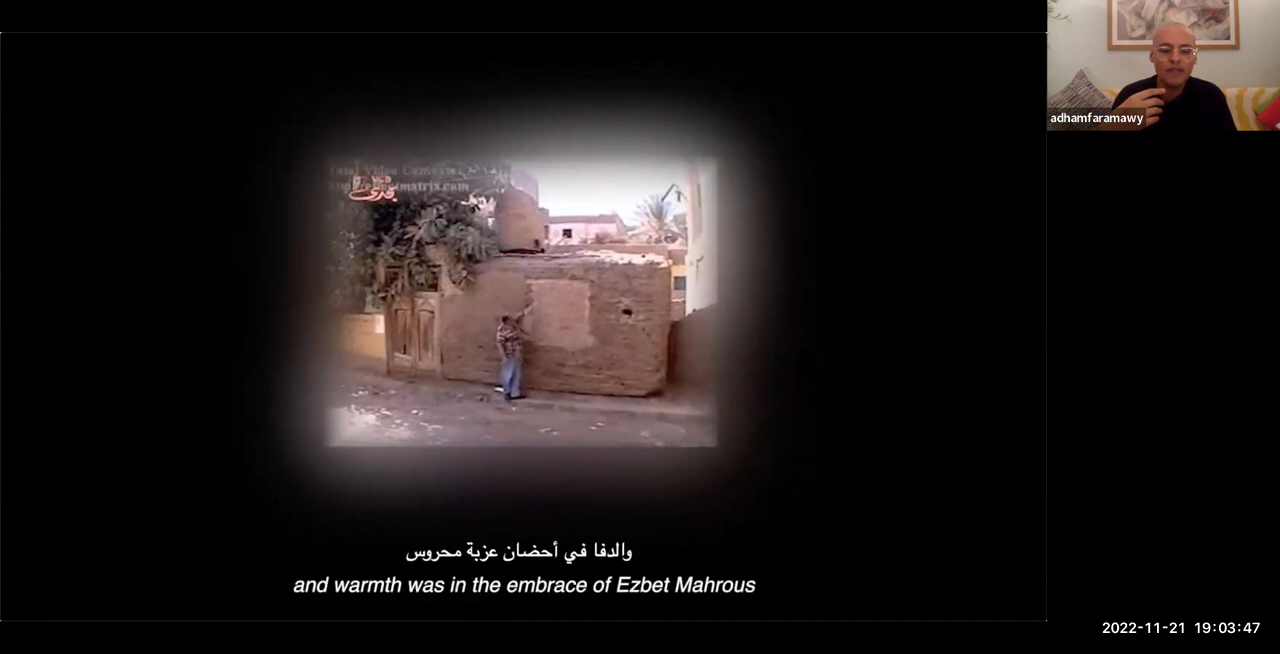 adhamfaramawy
والدفا في أحضان عزبة محروس
and warmth was in the embrace of Ezbet Mahrous
2022-11-21 19:03:47